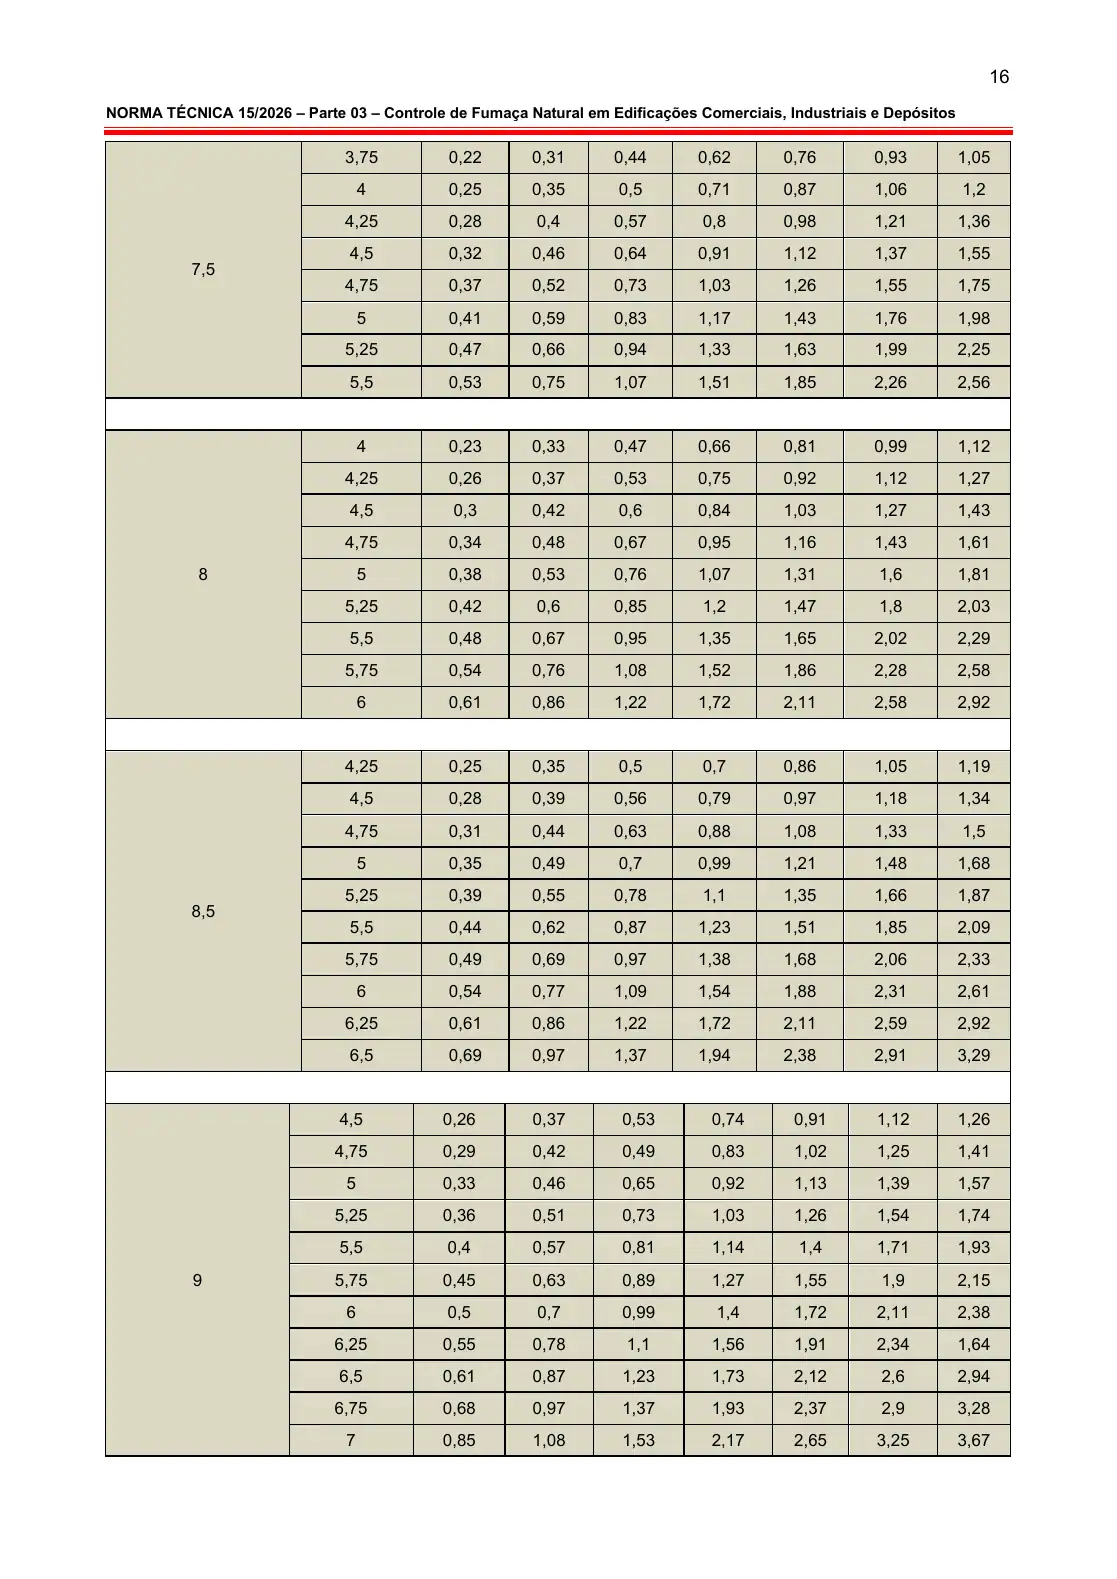 16
NORMA TÉCNICA 15/2026 – Parte 03 – Controle de Fumaça Natural em Edificações Comerciais, Industriais e Depósitos
3,75 0,22 0,31 0,44 0,62 0,76 0,93 1,05
4 0,25 0,35 0,5 0,71 0,87 1,06 1,2
4,25 0,28 0,4 0,57 0,8 0,98 1,21 1,36
4,5 0,32 0,46 0,64 0,91 1,12 1,37 1,55
7,5
4,75 0,37 0,52 0,73 1,03 1,26 1,55 1,75
5 0,41 0,59 0,83 1,17 1,43 1,76 1,98
5,25 0,47 0,66 0,94 1,33 1,63 1,99 2,25
5,5 0,53 0,75 1,07 1,51 1,85 2,26 2,56
4 0,23 0,33 0,47 0,66 0,81 0,99 1,12
4,25 0,26 0,37 0,53 0,75 0,92 1,12 1,27
4,5 0,3 0,42 0,6 0,84 1,03 1,27 1,43
4,75 0,34 0,48 0,67 0,95 1,16 1,43 1,61
8 5 0,38 0,53 0,76 1,07 1,31 1,6 1,81
5,25 0,42 0,6 0,85 1,2 1,47 1,8 2,03
5,5 0,48 0,67 0,95 1,35 1,65 2,02 2,29
5,75 0,54 0,76 1,08 1,52 1,86 2,28 2,58
6 0,61 0,86 1,22 1,72 2,11 2,58 2,92
4,25 0,25 0,35 0,5 0,7 0,86 1,05 1,19
4,5 0,28 0,39 0,56 0,79 0,97 1,18 1,34
4,75 0,31 0,44 0,63 0,88 1,08 1,33 1,5
5 0,35 0,49 0,7 0,99 1,21 1,48 1,68
5,25 0,39 0,55 0,78 1,1 1,35 1,66 1,87
8,5
5,5 0,44 0,62 0,87 1,23 1,51 1,85 2,09
5,75 0,49 0,69 0,97 1,38 1,68 2,06 2,33
6 0,54 0,77 1,09 1,54 1,88 2,31 2,61
6,25 0,61 0,86 1,22 1,72 2,11 2,59 2,92
6,5 0,69 0,97 1,37 1,94 2,38 2,91 3,29
4,5 0,26 0,37 0,53 0,74 0,91 1,12 1,26
4,75 0,29 0,42 0,49 0,83 1,02 1,25 1,41
5 0,33 0,46 0,65 0,92 1,13 1,39 1,57
5,25 0,36 0,51 0,73 1,03 1,26 1,54 1,74
5,5 0,4 0,57 0,81 1,14 1,4 1,71 1,93
9 5,75 0,45 0,63 0,89 1,27 1,55 1,9 2,15
6 0,5 0,7 0,99 1,4 1,72 2,11 2,38
6,25 0,55 0,78 1,1 1,56 1,91 2,34 1,64
6,5 0,61 0,87 1,23 1,73 2,12 2,6 2,94
6,75 0,68 0,97 1,37 1,93 2,37 2,9 3,28
7 0,85 1,08 1,53 2,17 2,65 3,25 3,67